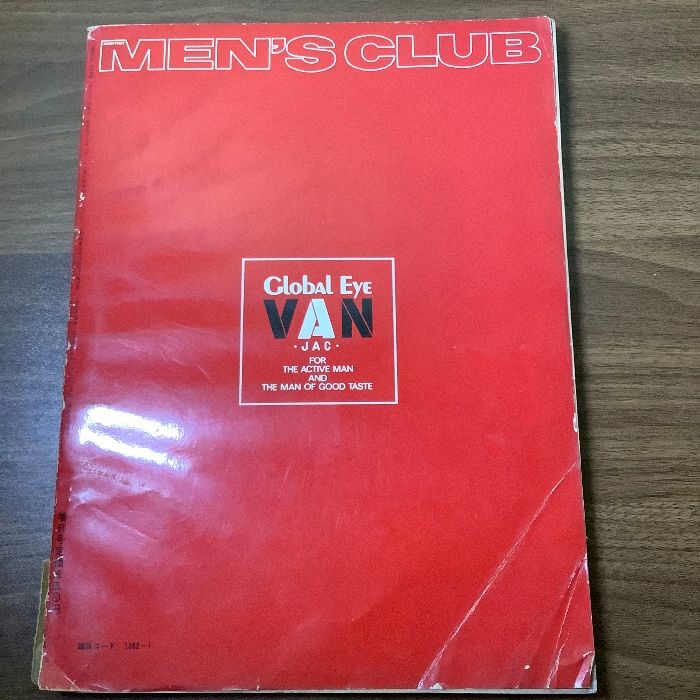 MEN'S CLUB
Global Eye
VAN
·JAC·
FOR
THE ACTIVE MAN
AND
THE MAN OF GOOD TASTE
雑誌コード